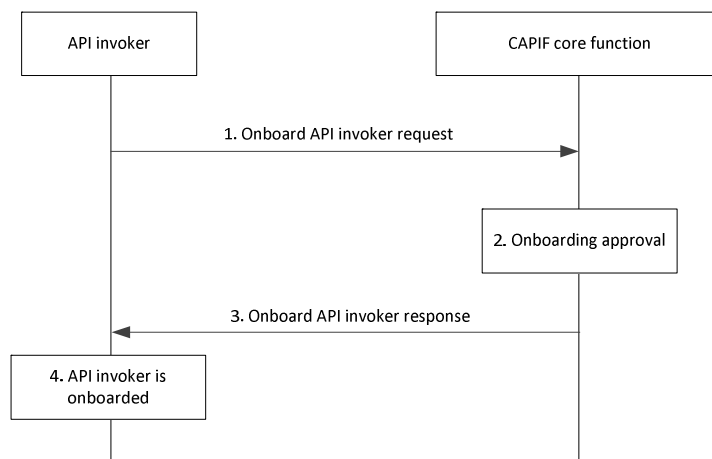 API invoker
CAPIF core function
1. Onboard API invoker request
2. Onboarding approval
3. Onboard API invoker response
4. API invoker is
onboarded